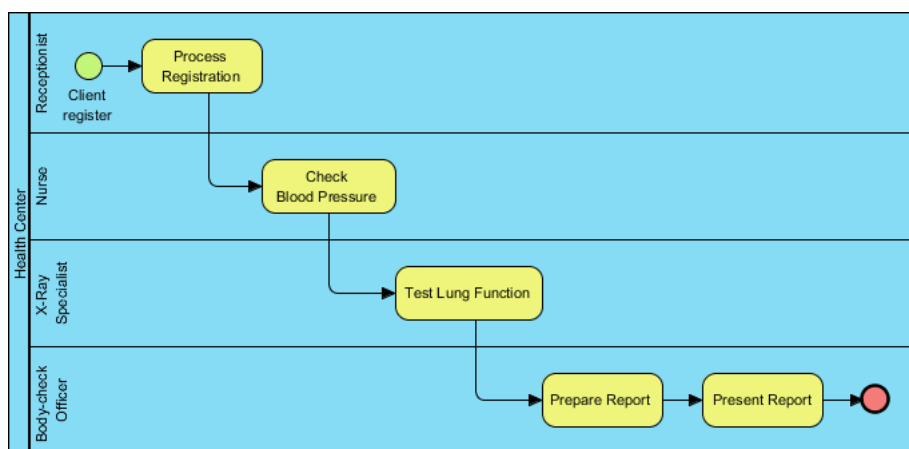 Health Center
Receptionist
Client
register
Process
Registration
Nurse
Check
Blood Pressure
X-Ray
Specialist
Test Lung Function
Body-check
Officer
Prepare Report
Present Report